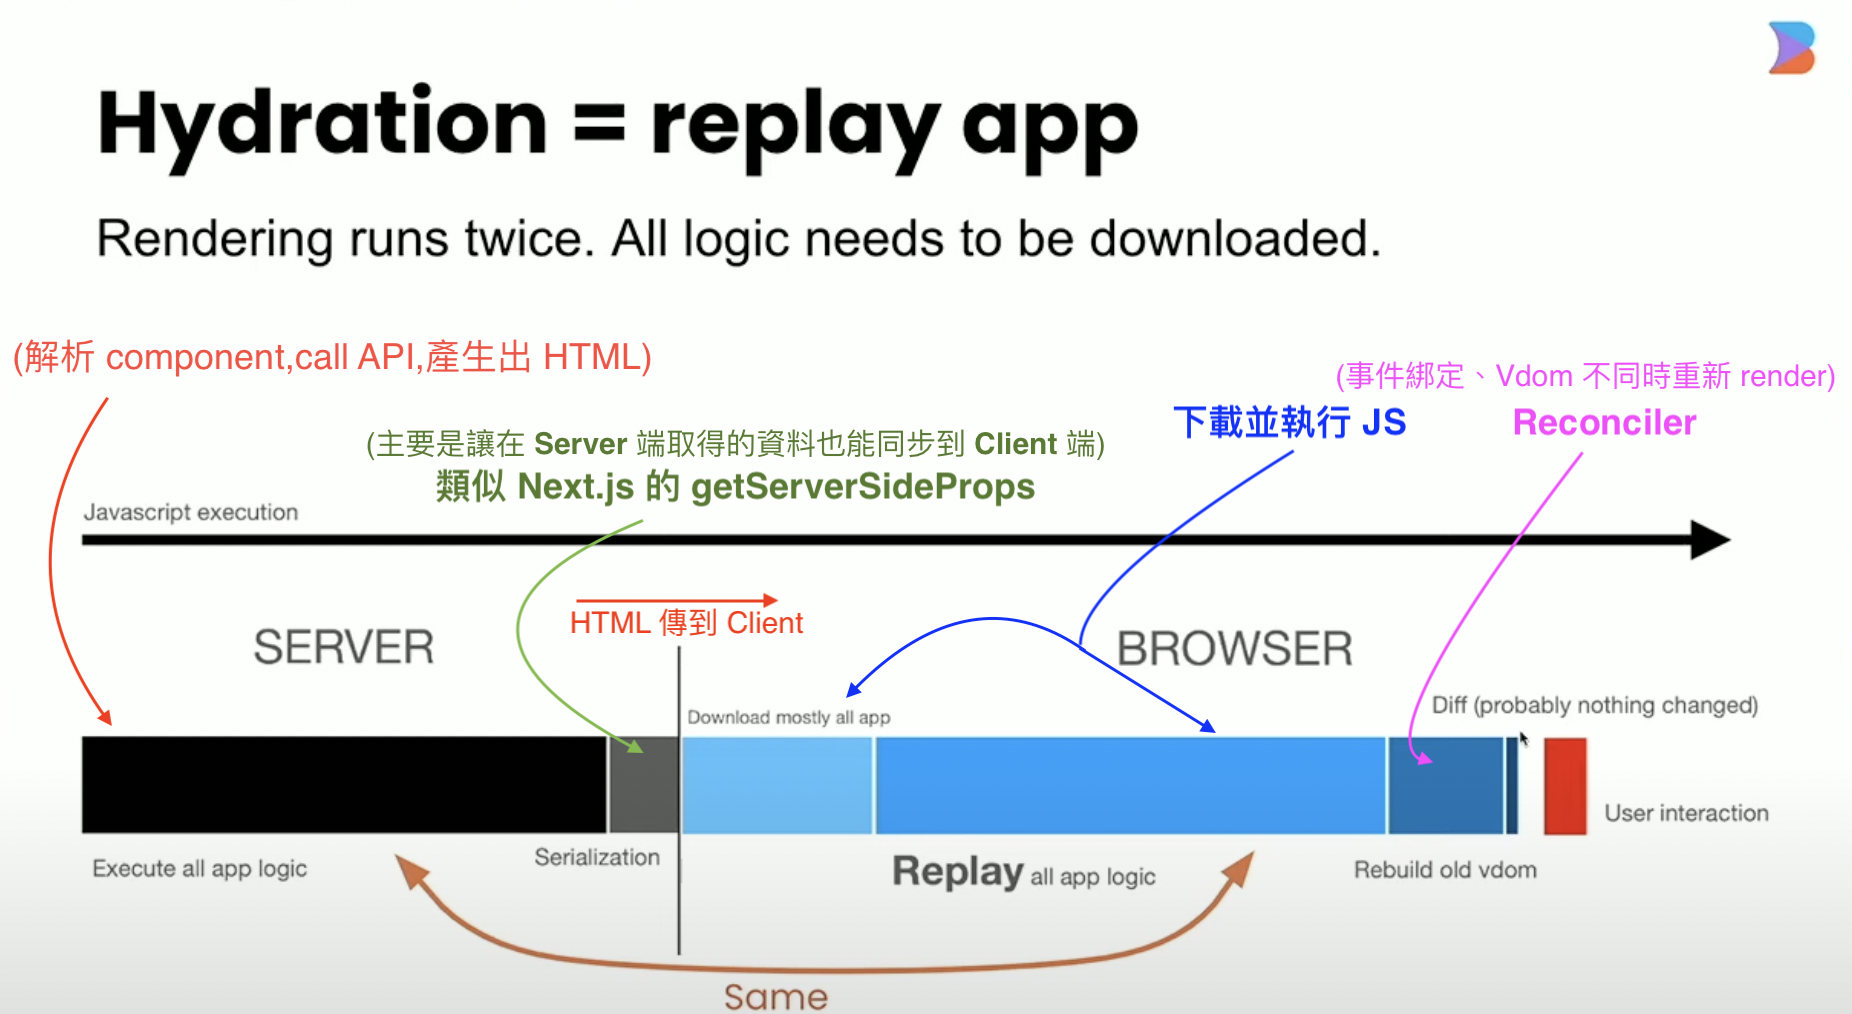 Hydration = replay app
Rendering runs twice. All logic needs to be downloaded.
(解析 component,call API,產生出 HTML)
(事件綁定、Vdom 不同時重新 render)
下載並執行 JS
Reconciler
(主要是讓在 Server 端取得的資料也能同步到 Client 端)
類似 Next.js 的 getServerSideProps
Javascript execution
HTML 傳到 Client
SERVER
BROWSER
Download mostly all app
Diff (probably nothing changed)
User interaction
Execute all app logic
Serialization
Replay all app logic
Rebuild old vdom
Same